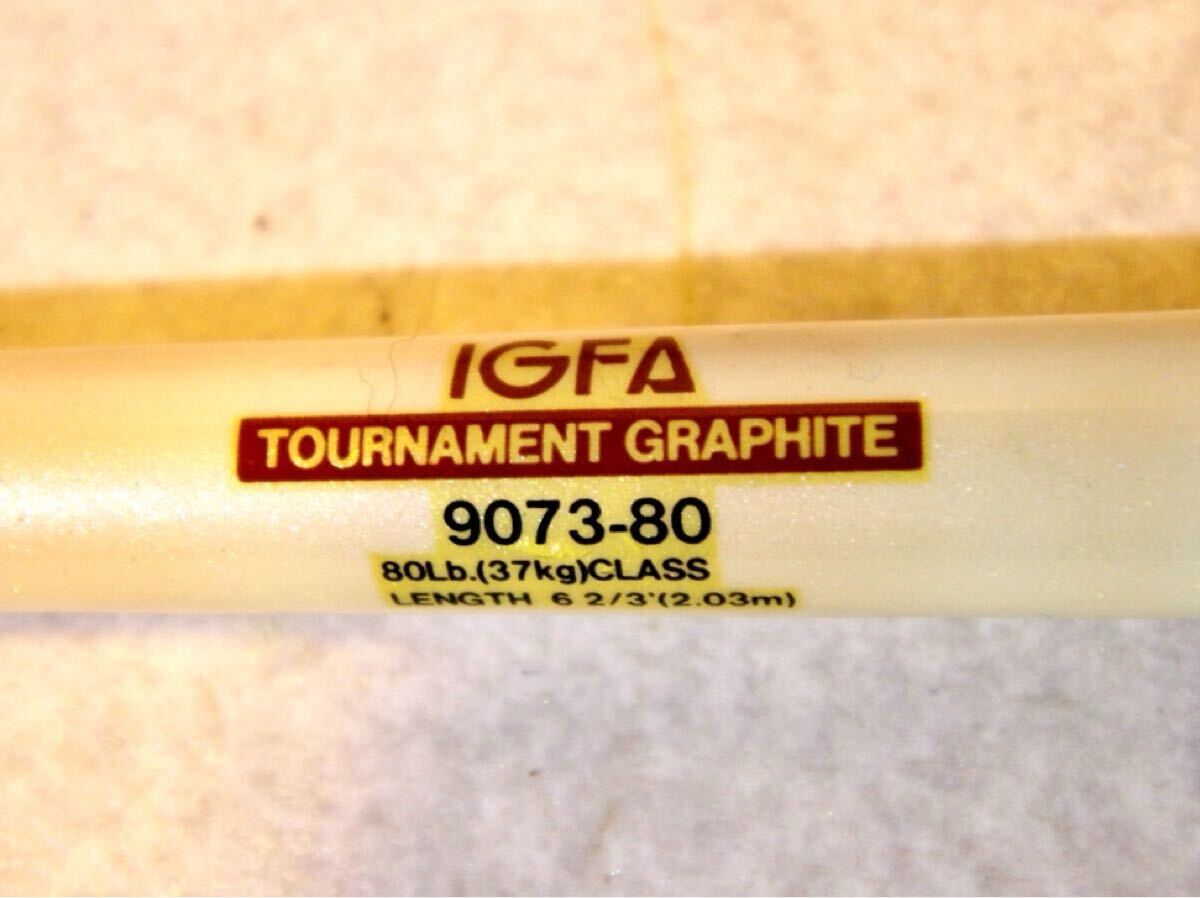 IGFA
TOURNAMENT GRAPHITE
9073-80
80Lb.(37kg)CLASS
LENGTH 6 2/3'(2.03m)